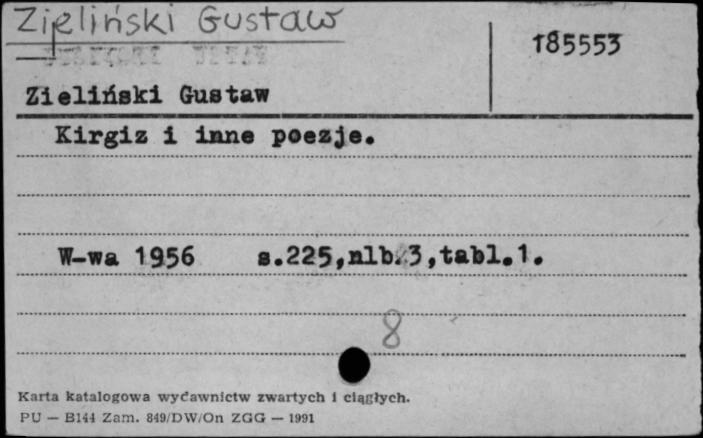 Zieliński Gustaw
185553
Zieliński Gustaw
Kirgiz i inne poezje.
W-wa 1956 s.225,nlb.3,tabl.1.
8
Karta katalogowa wydawnictw zwartych i ciągłych.
PU — B144 Zam. 849/DW/On ZGG — 1991